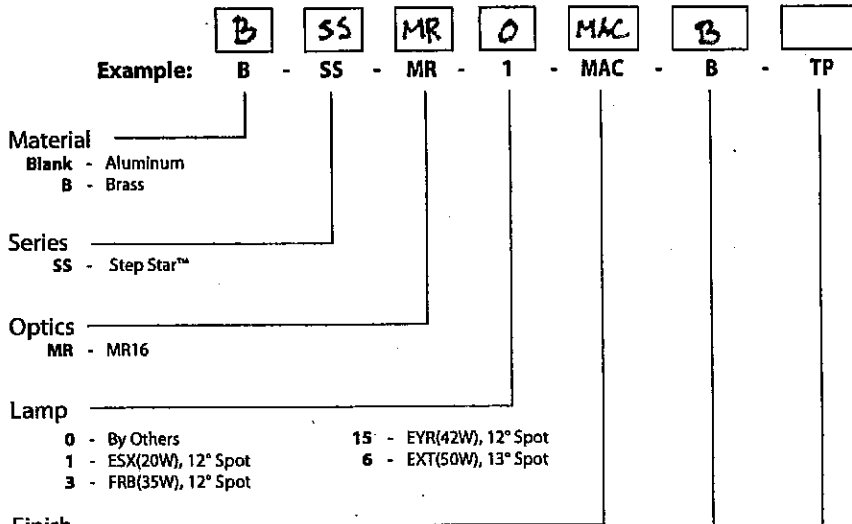 B SS MR 0 MAC B
Example: B - SS - MR - 1 - MAC - B - TP
Material
Blank - Aluminum
B - Brass
Series
SS - Step Star™
Optics
MR - MR16
Lamp
0 - By Others 15 - EYR(42W), 12° Spot
1 - ESX(20W), 12° Spot 6 - EXT(50W), 13° Spot
3 - FRB(35W), 12° Spot
Finish